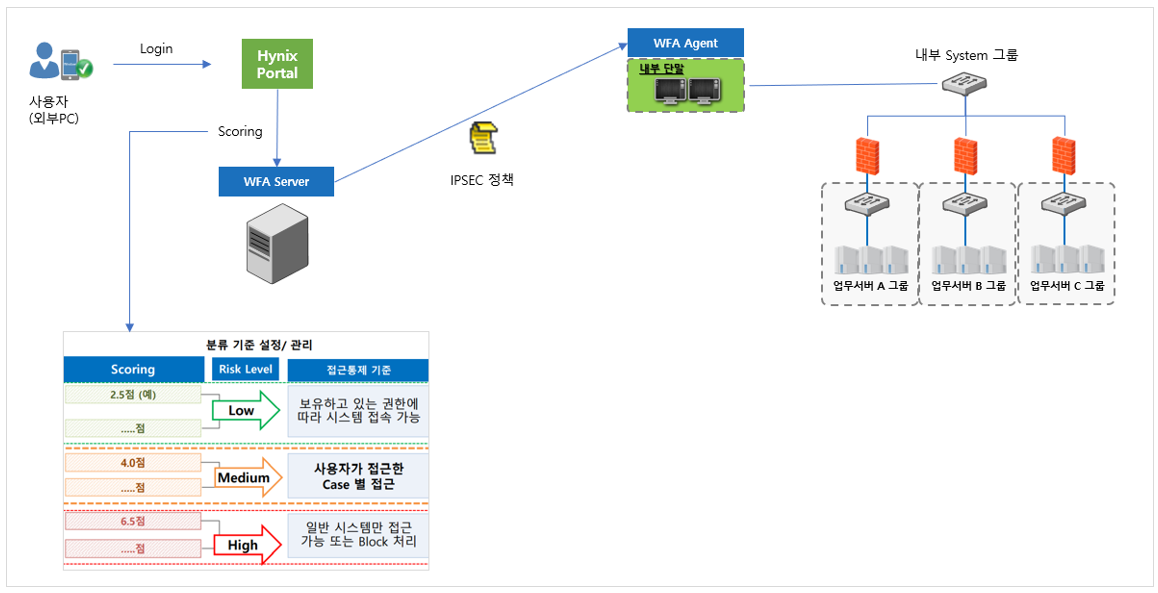 Login
Hynix
Portal
사용자
(외부PC)
Scoring
WFA Server
IPSEC 정책
WFA Agent
내부 단말
내부 System 그룹
업무서버 A 그룹
업무서버 B 그룹
업무서버 C 그룹
분류 기준 설정/ 관리
Scoring
Risk Level
접근통제 기준
2.5점 (예)
.....점
Low
보유하고 있는 권한에
따라 시스템 접속 가능
4.0점
.....점
Medium
사용자가 접근한
Case 별 접근
6.5점
.....점
High
일반 시스템만 접근
가능 또는 Block 처리